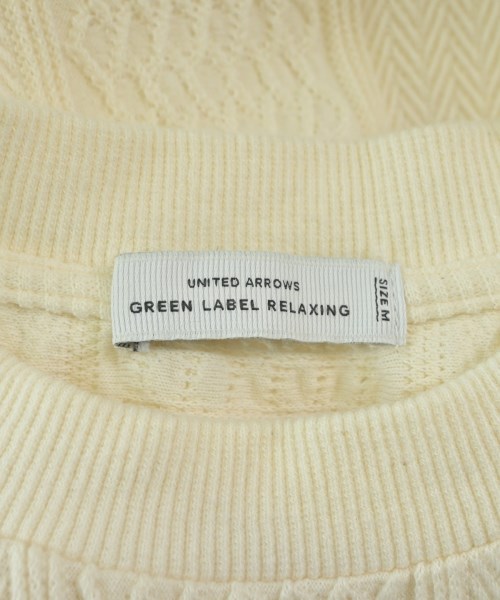 UNITED ARROWS
GREEN LABEL RELAXING
SIZE M